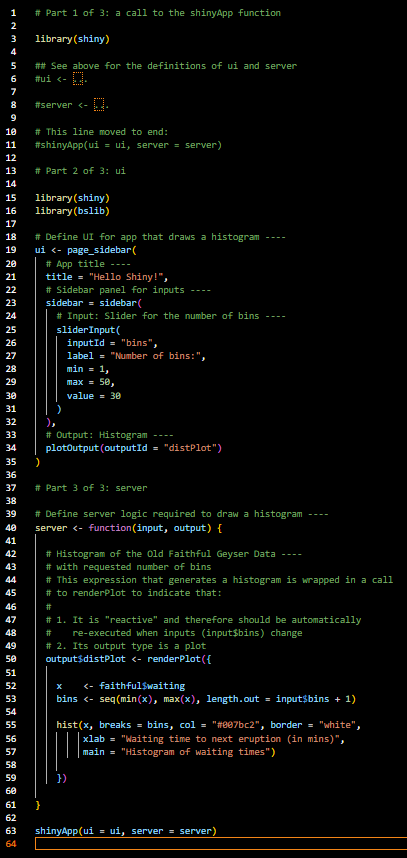 1 # Part 1 of 3: a call to the shinyApp function
2
3 library(shiny)
4
5 ## See above for the definitions of ui and server
6 #ui <- ...
7
8 #server <- ...
9
10 # This line moved to end:
11 #shinyApp(ui = ui, server = server)
12
13 # Part 2 of 3: ui
14
15 library(shiny)
16 library(bslib)
17
18 # Define UI for app that draws a histogram ----
19 ui <- page_sidebar(
20   # App title ----
21   title = "Hello Shiny!",
22   # Sidebar panel for inputs ----
23   sidebar = sidebar(
24     # Input: Slider for the number of bins ----
25     sliderInput(
26       inputId = "bins",
27       label = "Number of bins:",
28       min = 1,
29       max = 50,
30       value = 30
31     )
32   ),
33   # Output: Histogram ----
34   plotOutput(outputId = "distPlot")
35 )
36
37 # Part 3 of 3: server
38
39 # Define server logic required to draw a histogram ----
40 server <- function(input, output) {
41
42   # Histogram of the Old Faithful Geyser Data ----
43   # with requested number of bins
44   # This expression that generates a histogram is wrapped in a call
45   # to renderPlot to indicate that:
46   #
47   # 1. It is "reactive" and therefore should be automatically
48   #    re-executed when inputs (input$bins) change
49   # 2. Its output type is a plot
50   output$distPlot <- renderPlot({
51
52     x    <- faithful$waiting
53     bins <- seq(min(x), max(x), length.out = input$bins + 1)
54
55     hist(x, breaks = bins, col = "#007bc2", border = "white",
56          xlab = "Waiting time to next eruption (in mins)",
57          main = "Histogram of waiting times")
58
59     })
60
61 }
62
63 shinyApp(ui = ui, server = server)
64